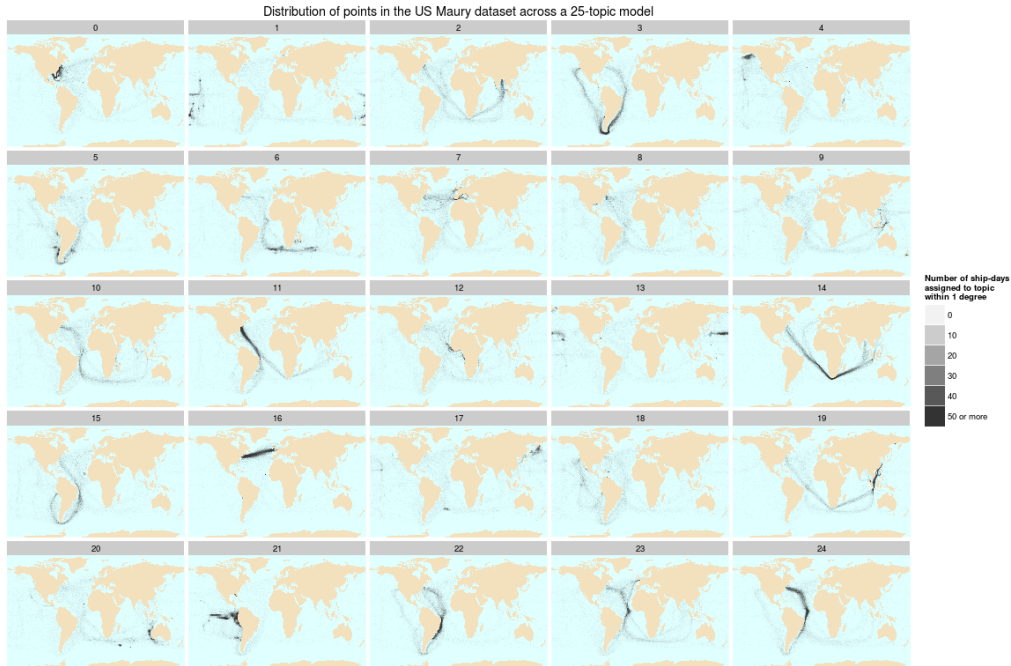 Distribution of points in the US Maury dataset across a 25-topic model
0 1 2 3 4
5 6 7 8 9
Number of ship-days
assigned to topic
within 1 degree
0
10
20
30
40
50 or more
10 11 12 13 14
15 16 17 18 19
20 21 22 23 24